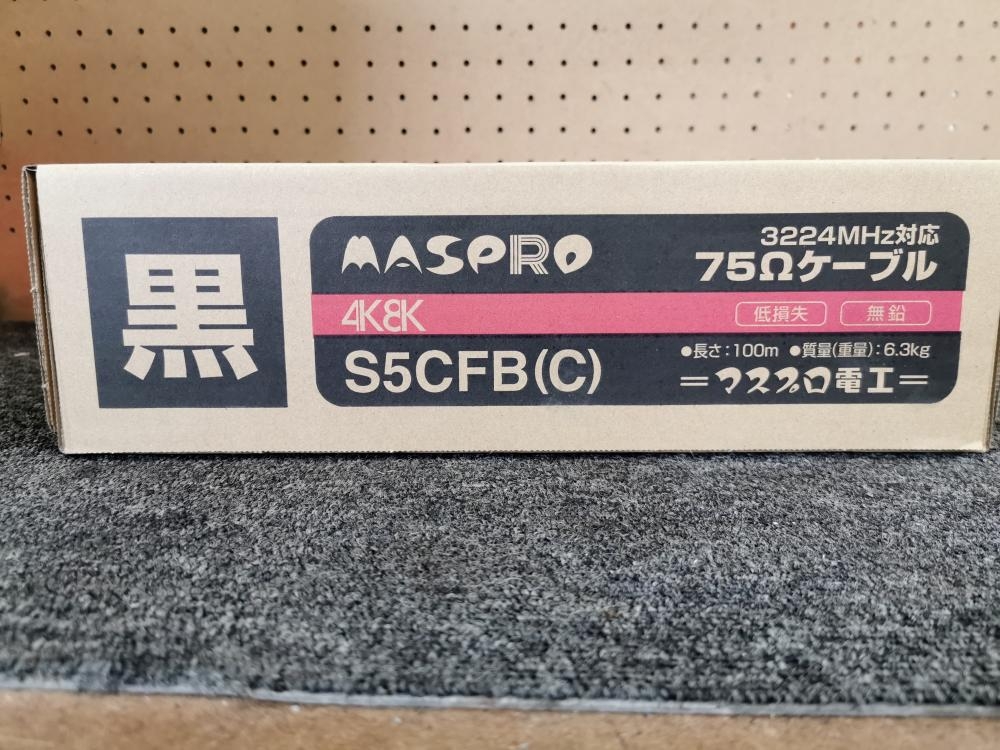 黒
MASPRO
3224MHz対応
75Ωケーブル
4K8K
低損失
無鉛
S5CFB(C)
●長さ:100m ●質量(重量):6.3kg
=マスプロ電工=